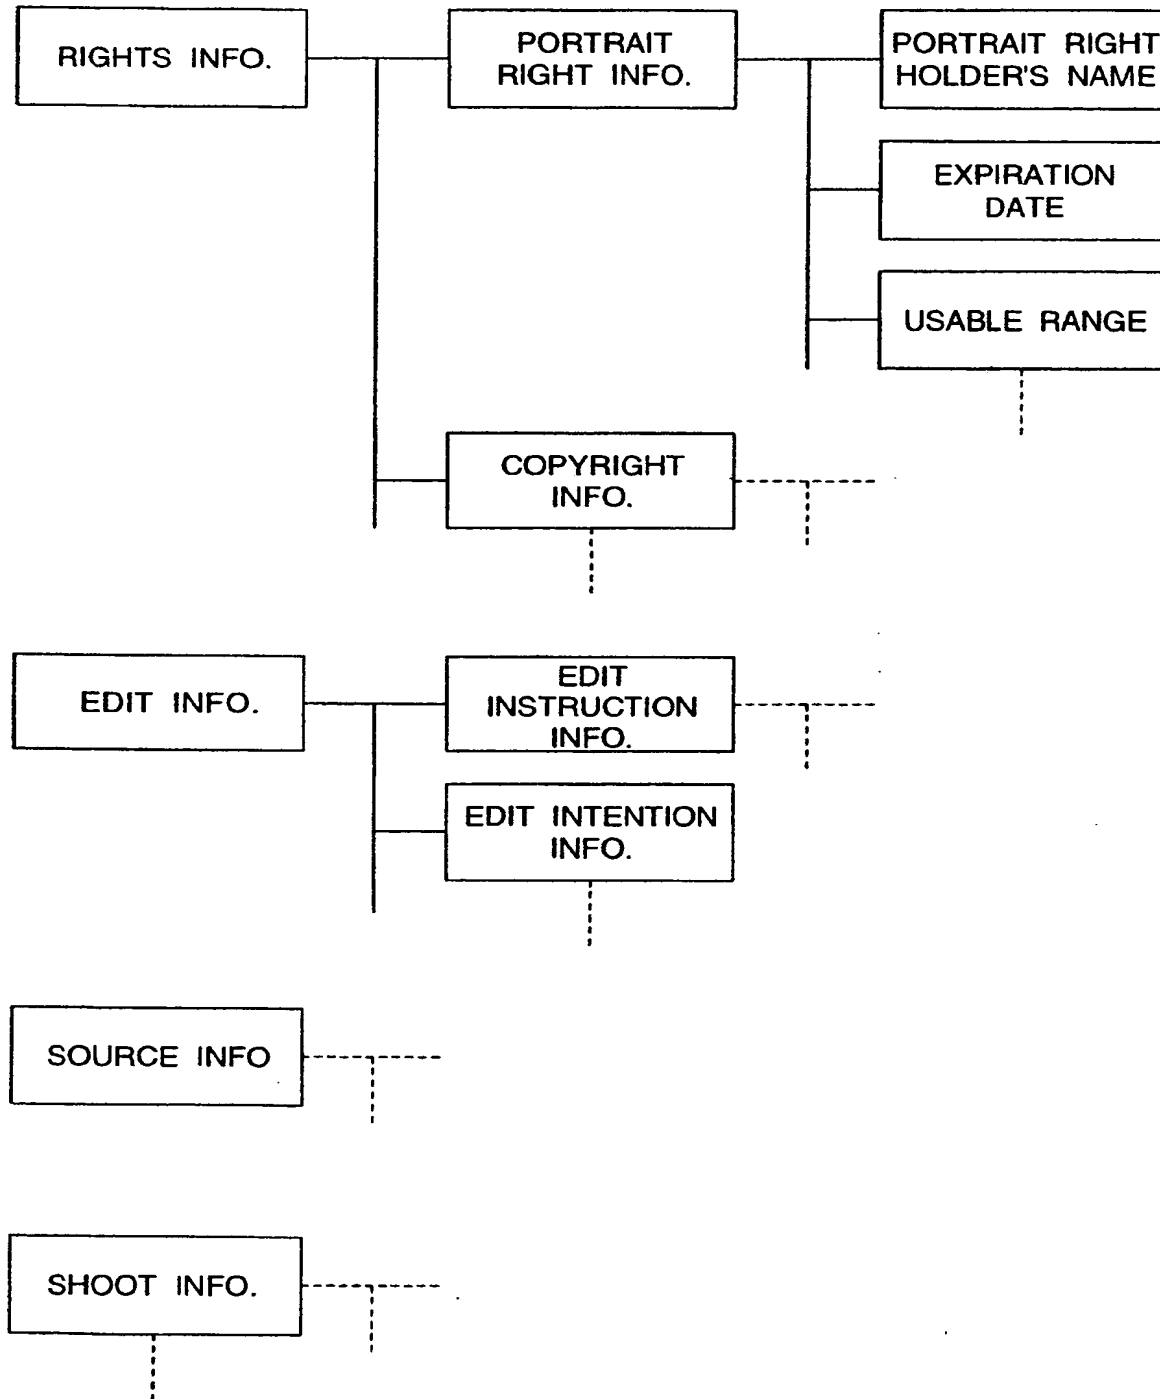 RIGHTS INFO.
PORTRAIT
RIGHT INFO.
PORTRAIT RIGHT
HOLDER'S NAME
EXPIRATION
DATE
USABLE RANGE
COPYRIGHT
INFO.
EDIT INFO.
EDIT
INSTRUCTION
INFO.
EDIT INTENTION
INFO.
SOURCE INFO
SHOOT INFO.